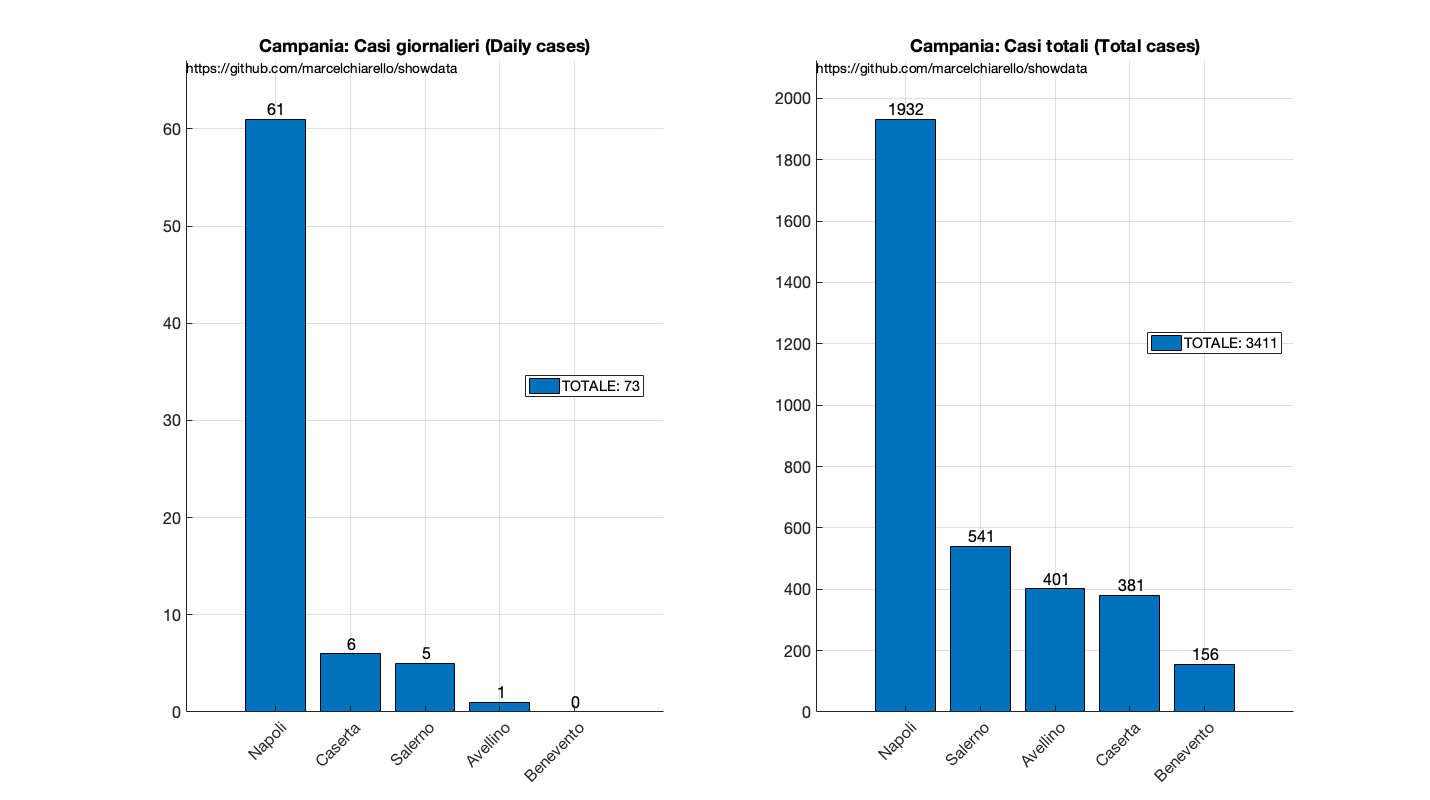 Campania: Casi giornalieri (Daily cases)
https://github.com/marcelchiarello/showdata
60
50
40
30
20
10
0
61
6
5
1
0
TOTALE: 73
Napoli
Caserta
Salerno
Avellino
Benevento
Campania: Casi totali (Total cases)
https://github.com/marcelchiarello/showdata
2000
1800
1600
1400
1200
1000
800
600
400
200
0
1932
541
401
381
156
TOTALE: 3411
Napoli
Salerno
Avellino
Caserta
Benevento